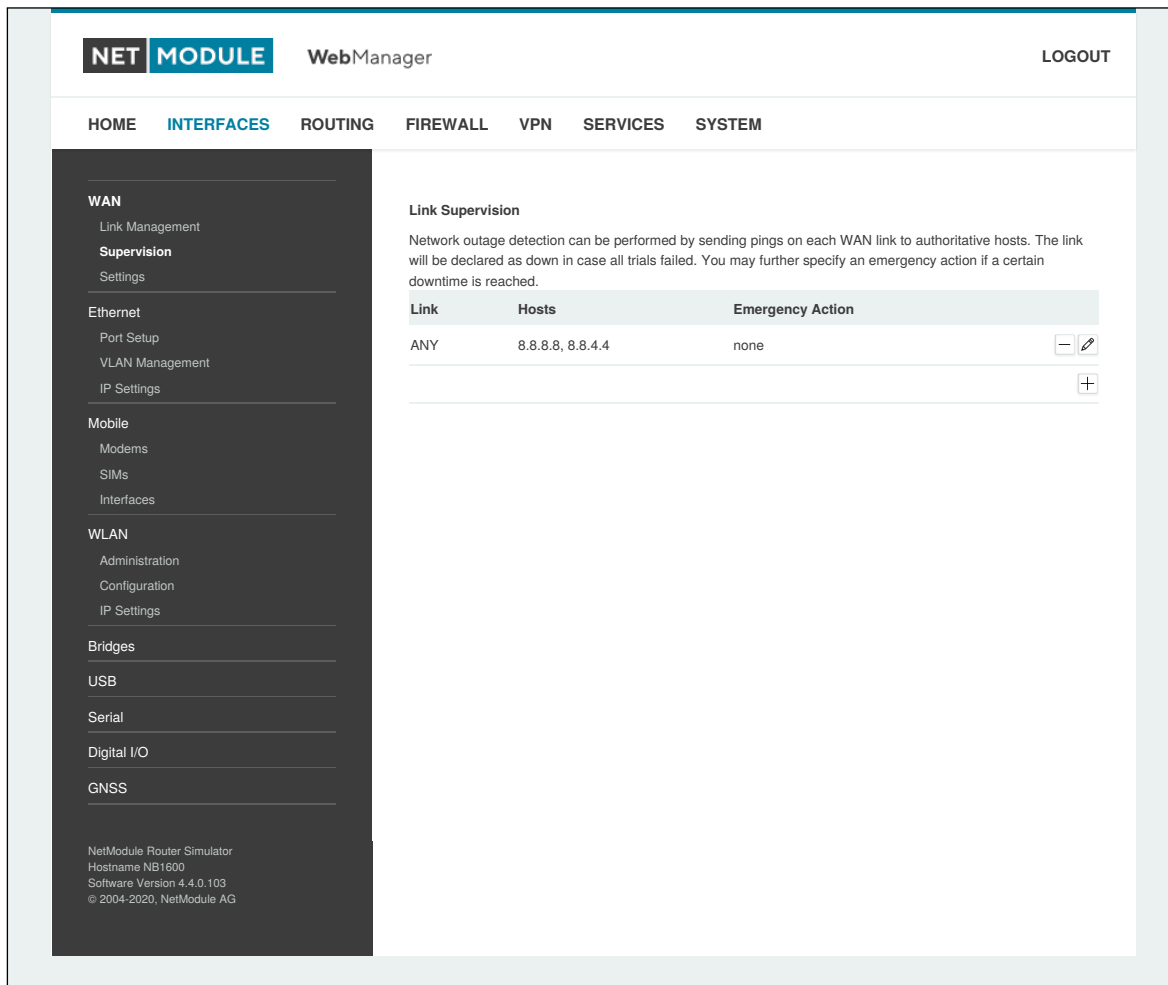 NET MODULE WebManager LOGOUT
HOME INTERFACES ROUTING FIREWALL VPN SERVICES SYSTEM
WAN
Link Management
Supervision
Settings
Ethernet
Port Setup
VLAN Management
IP Settings
Mobile
Modems
SIMs
Interfaces
WLAN
Administration
Configuration
IP Settings
Bridges
USB
Serial
Digital I/O
GNSS
NetModule Router Simulator
Hostname NB1600
Software Version 4.4.0.103
© 2004-2020, NetModule AG
Link Supervision
Network outage detection can be performed by sending pings on each WAN link to authoritative hosts. The link
will be declared as down in case all trials failed. You may further specify an emergency action if a certain
downtime is reached.
Link Hosts Emergency Action
ANY 8.8.8.8, 8.8.4.4 none